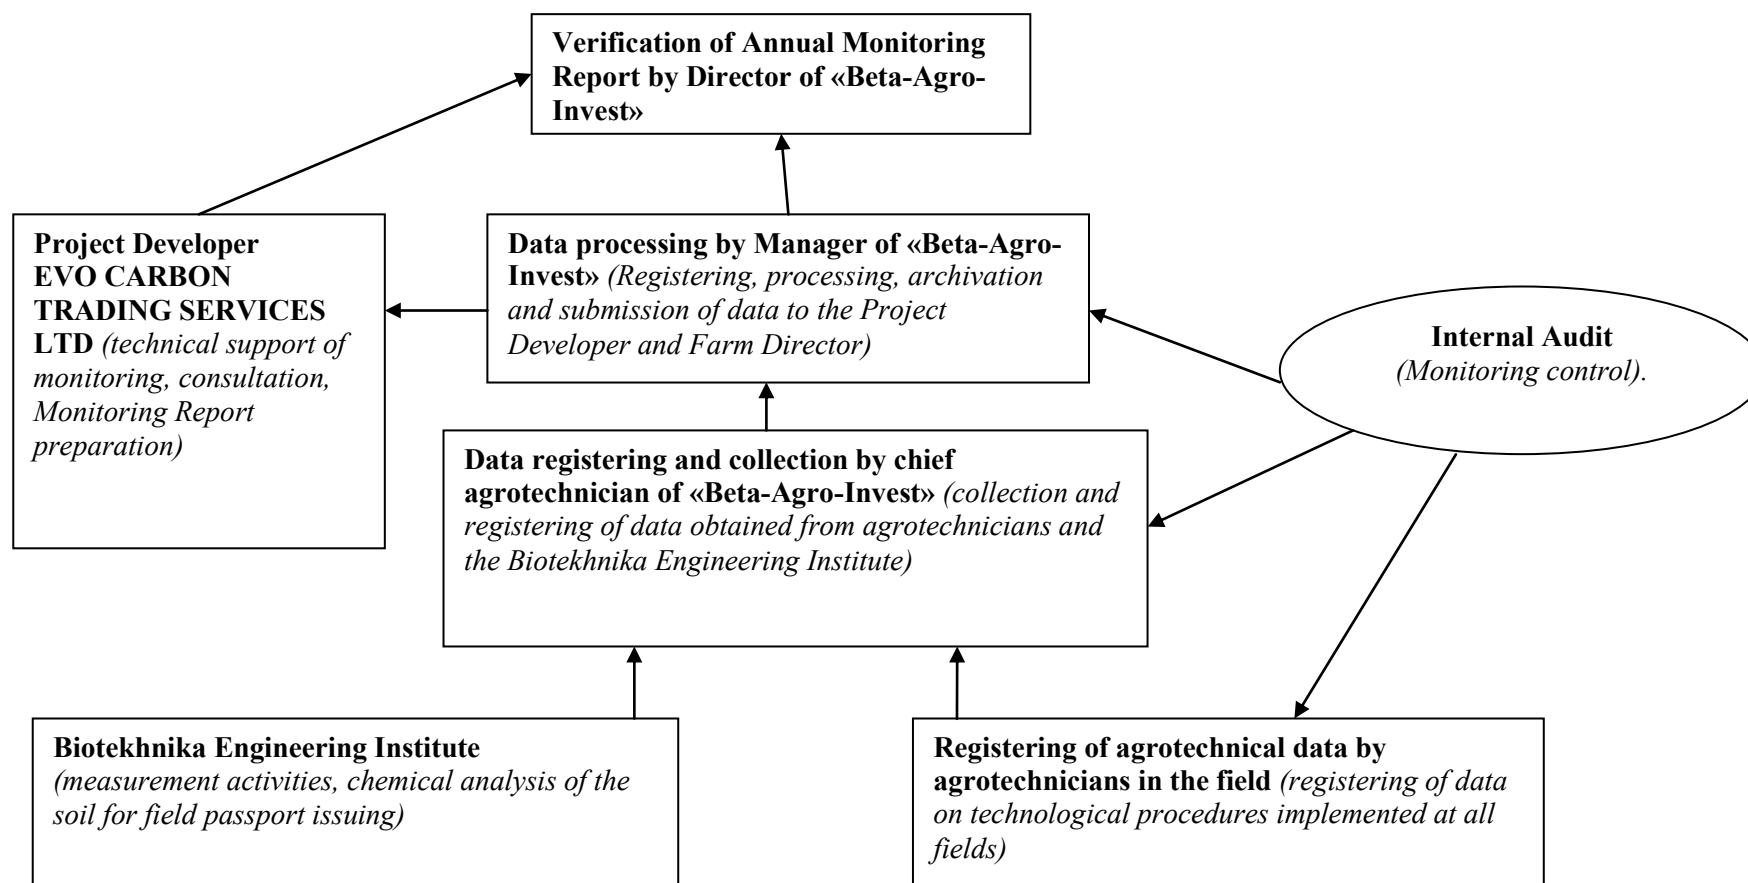 Verification of Annual Monitoring
Report by Director of «Beta-Agro-
Invest»
Project Developer
EVO CARBON
TRADING SERVICES
LTD (technical support of
monitoring, consultation,
Monitoring Report
preparation)
Data processing by Manager of «Beta-Agro-
Invest» (Registering, processing, archivation
and submission of data to the Project
Developer and Farm Director)
Internal Audit
(Monitoring control).
Data registering and collection by chief
agrotechnician of «Beta-Agro-Invest» (collection and
registering of data obtained from agrotechnicians and
the Biotekhnika Engineering Institute)
Biotekhnika Engineering Institute
(measurement activities, chemical analysis of the
soil for field passport issuing)
Registering of agrotechnical data by
agrotechnicians in the field (registering of data
on technological procedures implemented at all
fields)